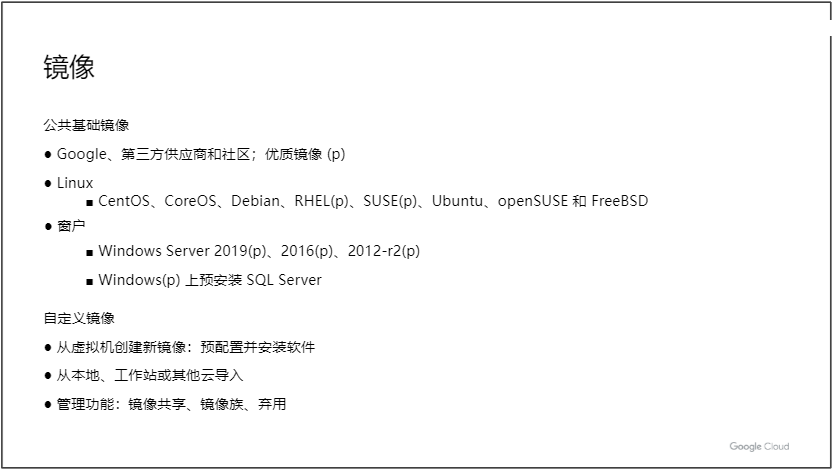 镜像
公共基础镜像
● Google、第三方供应商和社区；优质镜像 (p)
● Linux
■ CentOS、CoreOS、Debian、RHEL(p)、SUSE(p)、Ubuntu、openSUSE 和 FreeBSD
● 窗户
■ Windows Server 2019(p)、2016(p)、2012-r2(p)
■ Windows(p) 上预安装 SQL Server
自定义镜像
● 从虚拟机创建新镜像：预配置并安装软件
● 从本地、工作站或其他云导入
● 管理功能：镜像共享、镜像族、弃用
Google Cloud